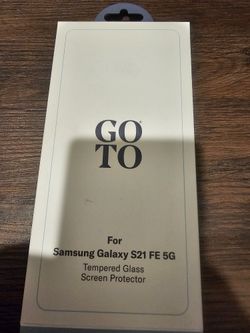 GO
TO
For
Samsung Galaxy S21 FE 5G
Tempered Glass
Screen Protector